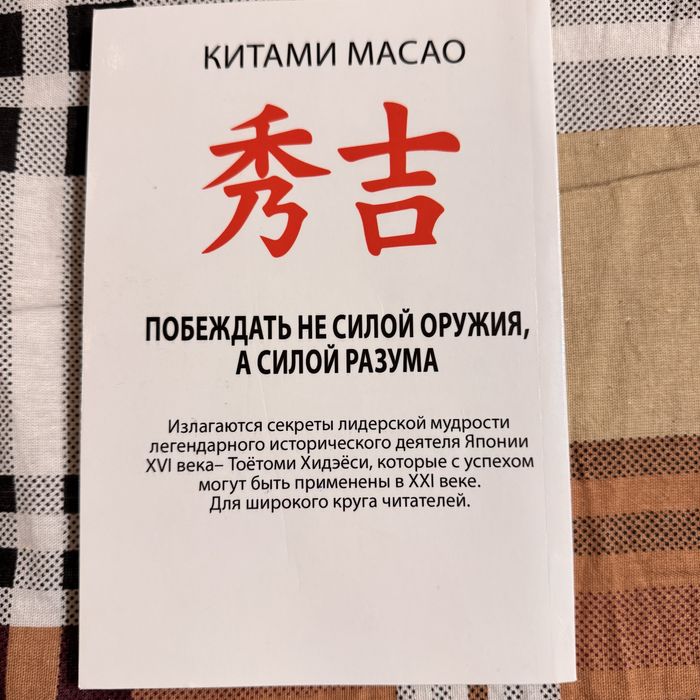 КИТАМИ МАСАО
秀吉
ПОБЕЖДАТЬ НЕ СИЛОЙ ОРУЖИЯ,
А СИЛОЙ РАЗУМА
Излагаются секреты лидерской мудрости
легендарного исторического деятеля Японии
XVI века– Тоётоми Хидэёси, которые с успехом
могут быть применены в XXI веке.
Для широкого круга читателей.